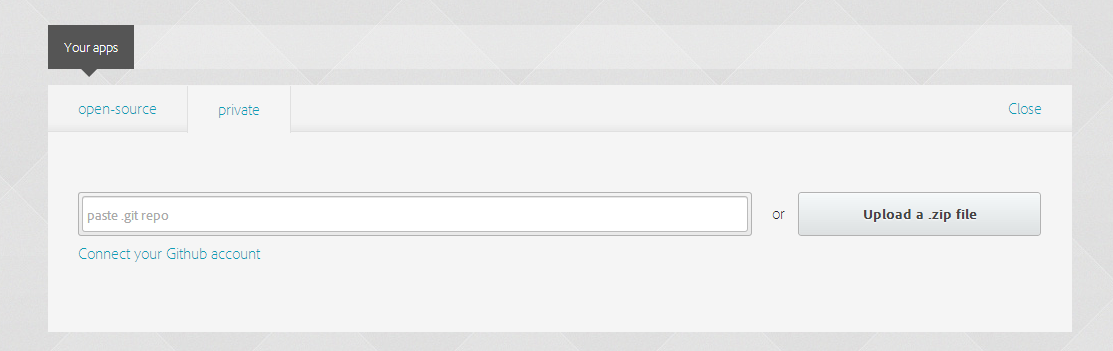 Your apps
open-source private Close
paste .git repo or Upload a .zip file
Connect your Github account